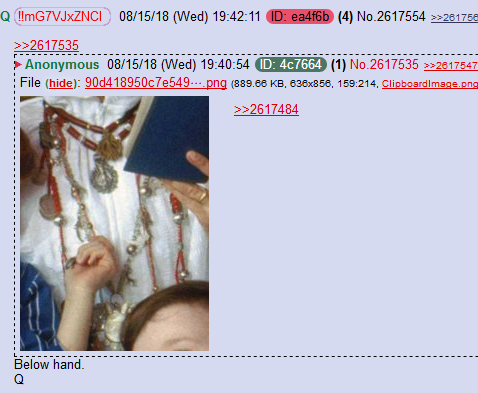 Q !!mG7VJxZNCI 08/15/18 (Wed) 19:42:11 ID: ea4f6b (4) No.2617554 >>261756
>>2617535
Anonymous 08/15/18 (Wed) 19:40:54 ID: 4c7664 (1) No.2617535 >>2617547
File (hide): 90d418950c7e549⋯.png (889.66 KB, 636x856, 159:214, ClipboardImage.png
>>2617484
Below hand.
Q